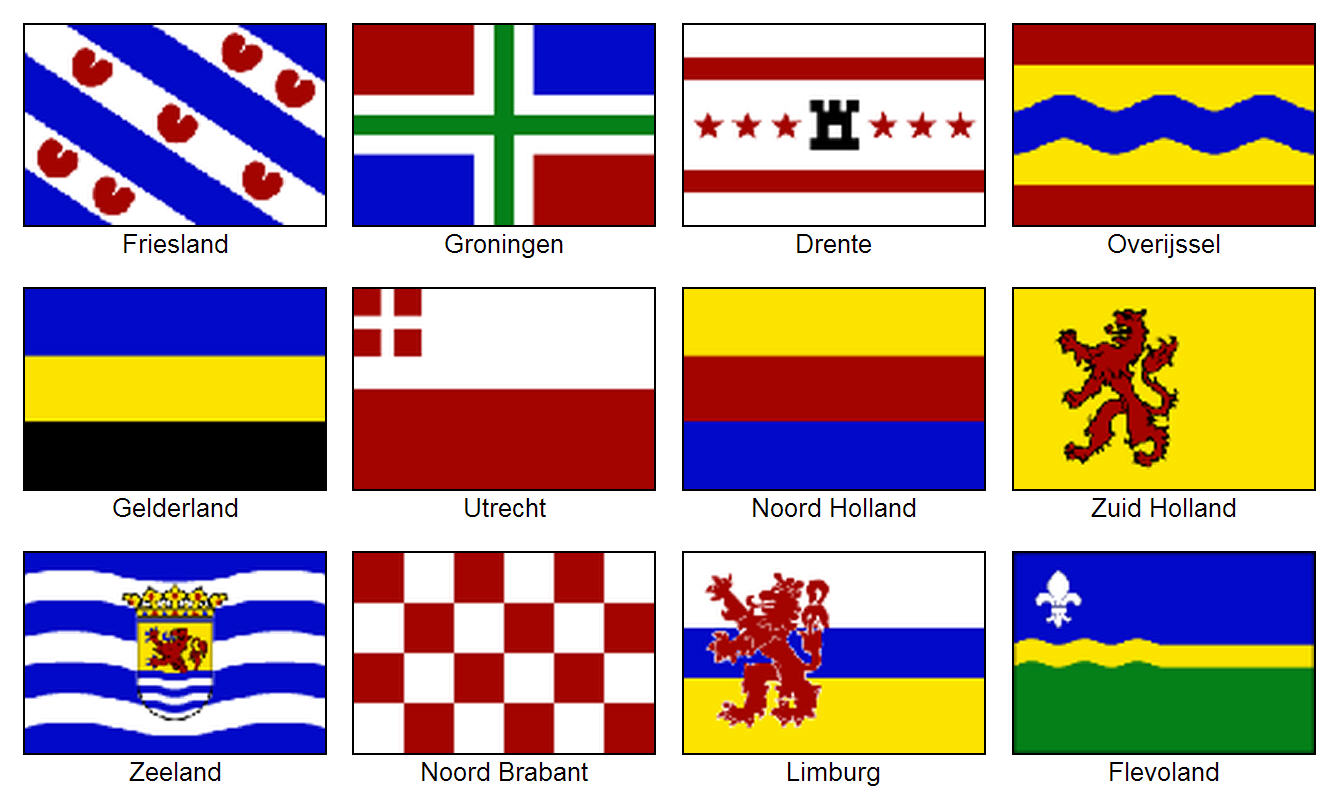 Friesland
Groningen
Drente
Overijssel
Gelderland
Utrecht
Noord Holland
Zuid Holland
Zeeland
Noord Brabant
Limburg
Flevoland